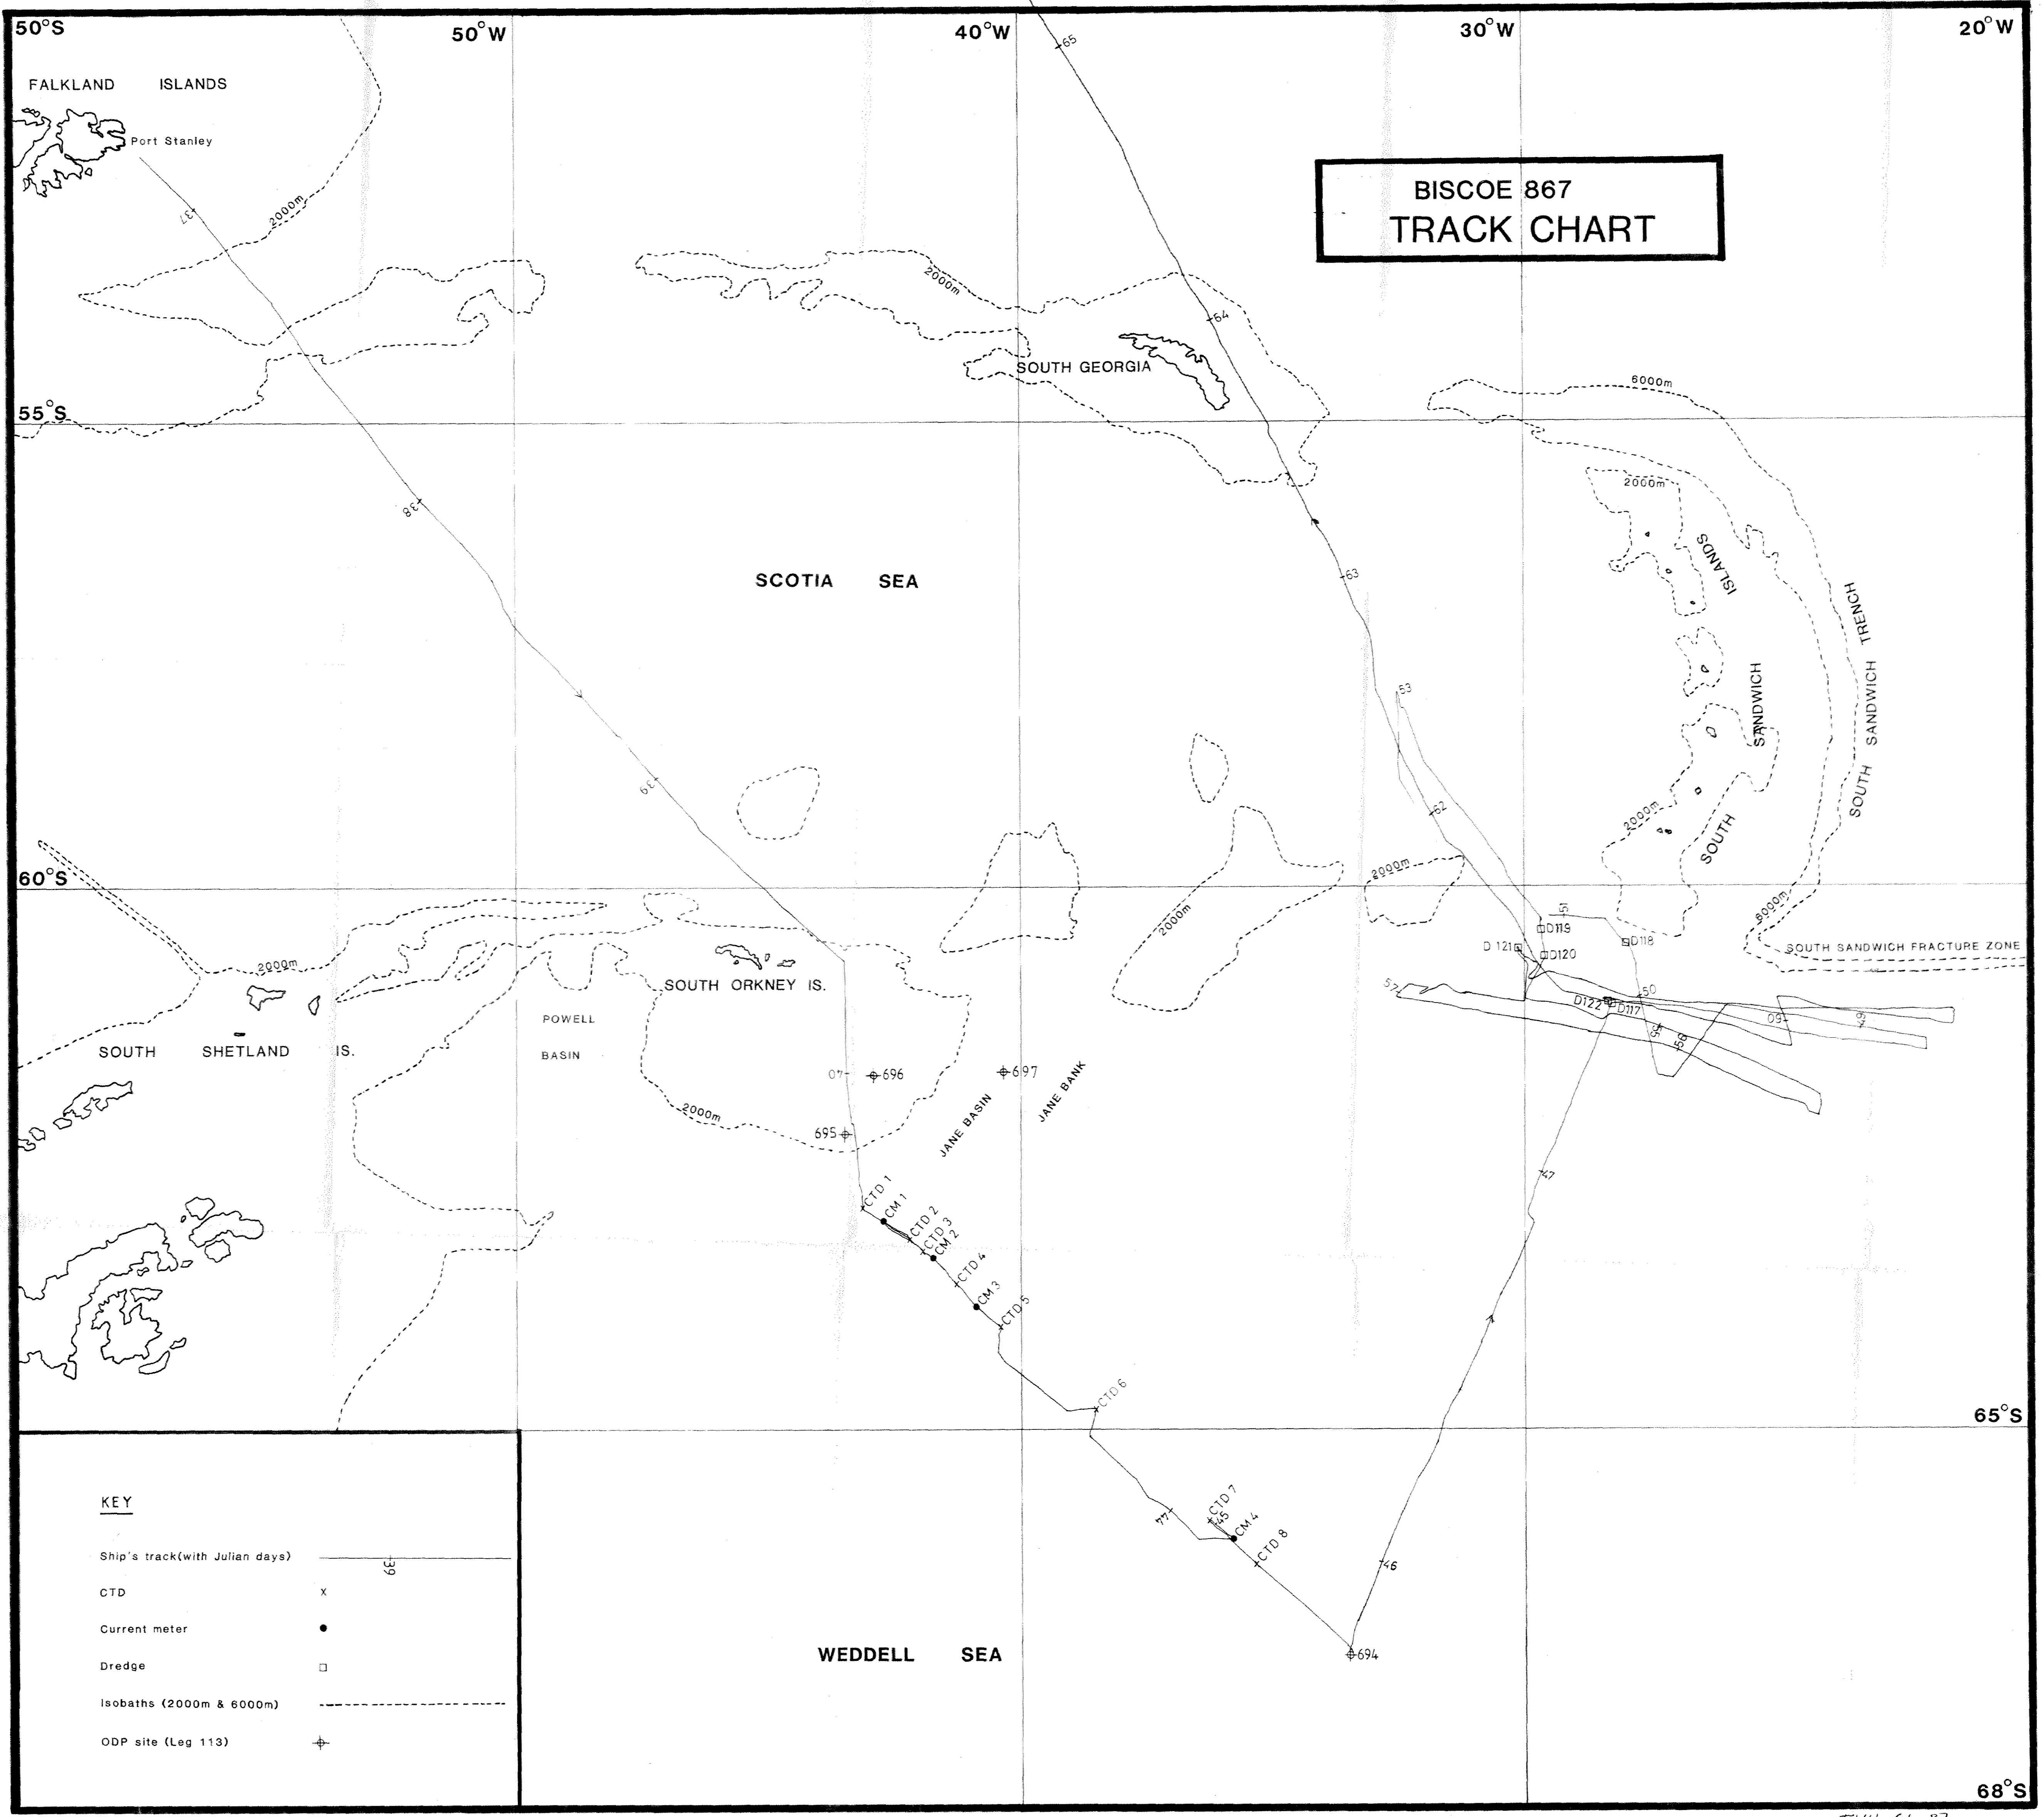 50°S
50°W
40°W
30°W
20°W
65
FALKLAND ISLANDS
Port Stanley
37
2000m
BISCOE 867
TRACK CHART
2000m
64
SOUTH GEORGIA
6000m
55°S
2000m
38
ISLANDS
SCOTIA SEA
63
SOUTH SANDWICH TRENCH
53
SOUTH SANDWICH
39
62
2000m
2000m
60°S
2000m
6000m
51
D119
D118
D 121
D120
SOUTH SANDWICH FRACTURE ZONE
2000m
SOUTH ORKNEY IS.
57
50
D122
D117
POWELL
BASIN
55
56
60
SOUTH SHETLAND IS.
40
696
697
JANE BASIN
JANE BANK
2000m
695
47
CTD 1
CM 1
CTD 2
CTD 3
CM 2
CTD 4
CM 3
CTD 5
CTD 6
65°S
44
CTD 7
45
CM 4
CTD 8
46
KEY
Ship's track(with Julian days)
39
CTD
Current meter
Dredge
Isobaths (2000m & 6000m)
ODP site (Leg 113)
WEDDELL SEA
694
68°S